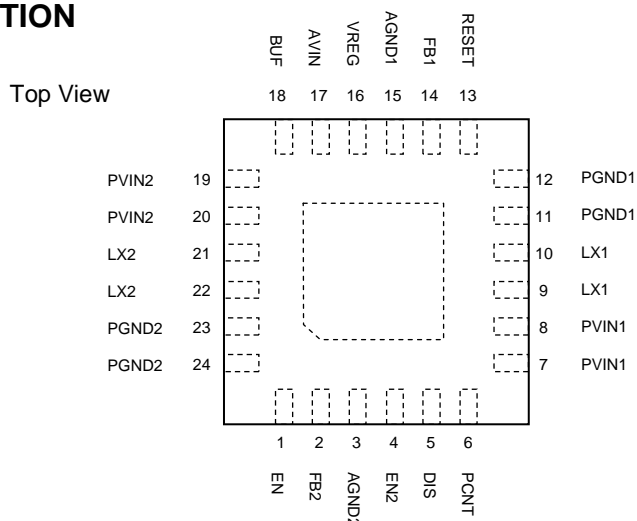 TION
Top View
BUF AVIN VREG AGND1 FB1 RESET
18 17 16 15 14 13
PVIN2 19
PVIN2 20
LX2 21
LX2 22
PGND2 23
PGND2 24
12 PGND1
11 PGND1
10 LX1
9 LX1
8 PVIN1
7 PVIN1
1 2 3 4 5 6
EN FB2 AGND2 EN2 DIS PCNT